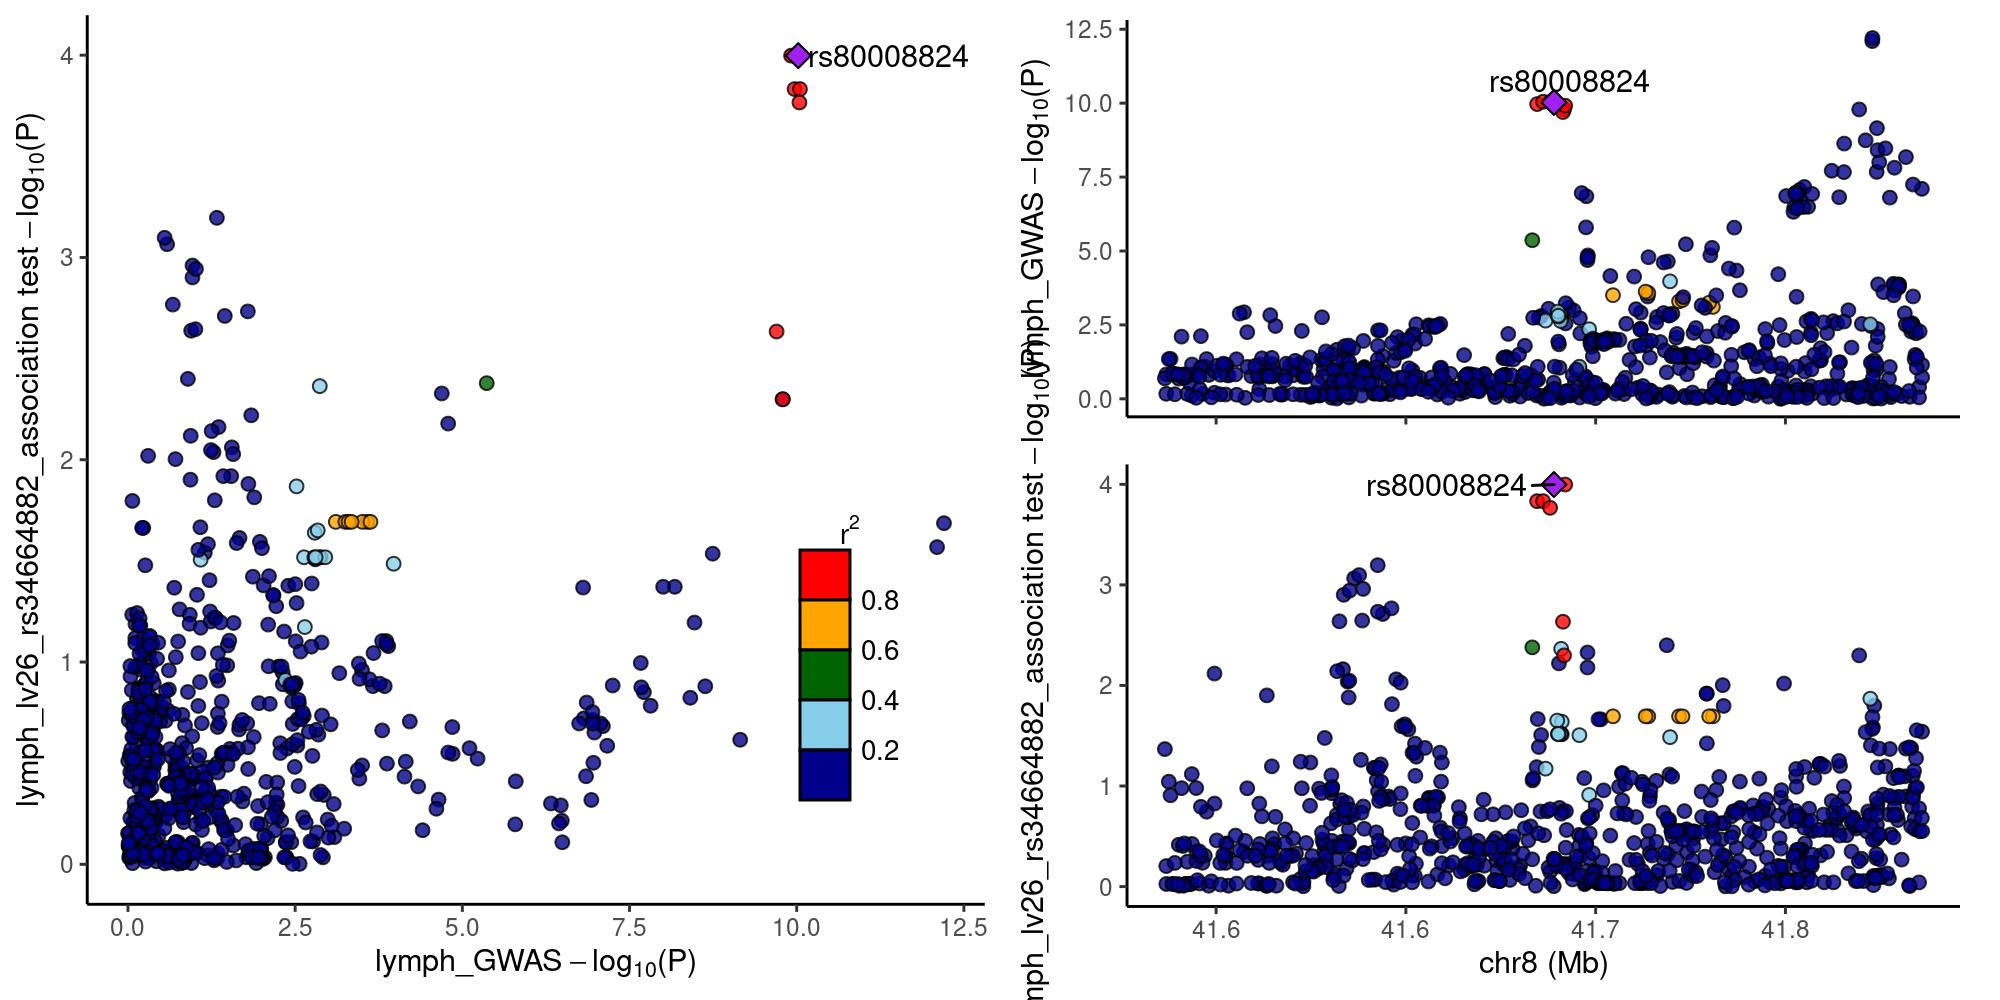 lymph_lv26_rs34664882_association test −log10(P)
4
3
2
1
0
rs80008824
r2
0.8
0.6
0.4
0.2
0.0 2.5 5.0 7.5 10.0 12.5
lymph_GWAS −log10(P)
lymph_GWAS −log10(P)
12.5
10.0
7.5
5.0
2.5
0.0
rs80008824
mph_lv26_rs34664882_association test −log10(P)
4
3
2
1
0
rs80008824
41.6 41.6 41.7 41.8
chr8 (Mb)